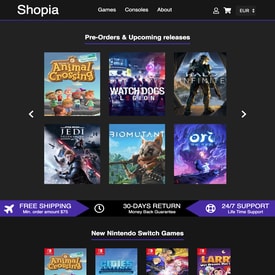 Shopia
Games Consoles About
EUR
Pre-Orders & Upcoming releases
Animal Crossing
WATCH DOGS
LEGION
HALO
INFINITE
JEDI
BIOMUTANT
ori
FREE SHIPPING
Min. order amount $75
30-DAYS RETURN
Money Back Guarantee
24/7 SUPPORT
Life Time Support
New Nintendo Switch Games
Animal Crossing
LARRY